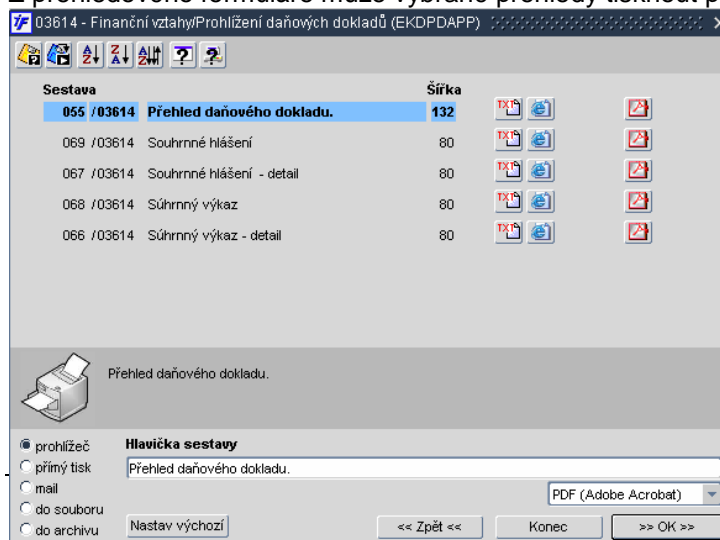 Z přehledového formuláře může vybrané přehledy tisknout p
03614 - Finanční vztahy/Prohlížení daňových dokladů (EKDPDAPP)
Sestava Šířka
055 /03614 Přehled daňového dokladu. 132
069 /03614 Souhrnné hlášení 80
067 /03614 Souhrnné hlášení - detail 80
068 /03614 Súhrnný výkaz 80
066 /03614 Súhrnný výkaz - detail 80
Přehled daňového dokladu.
prohlížeč Hlavička sestavy
přímý tisk Přehled daňového dokladu.
mail PDF (Adobe Acrobat)
do souboru
do archivu Nastav výchozí << Zpět << Konec >> OK >>